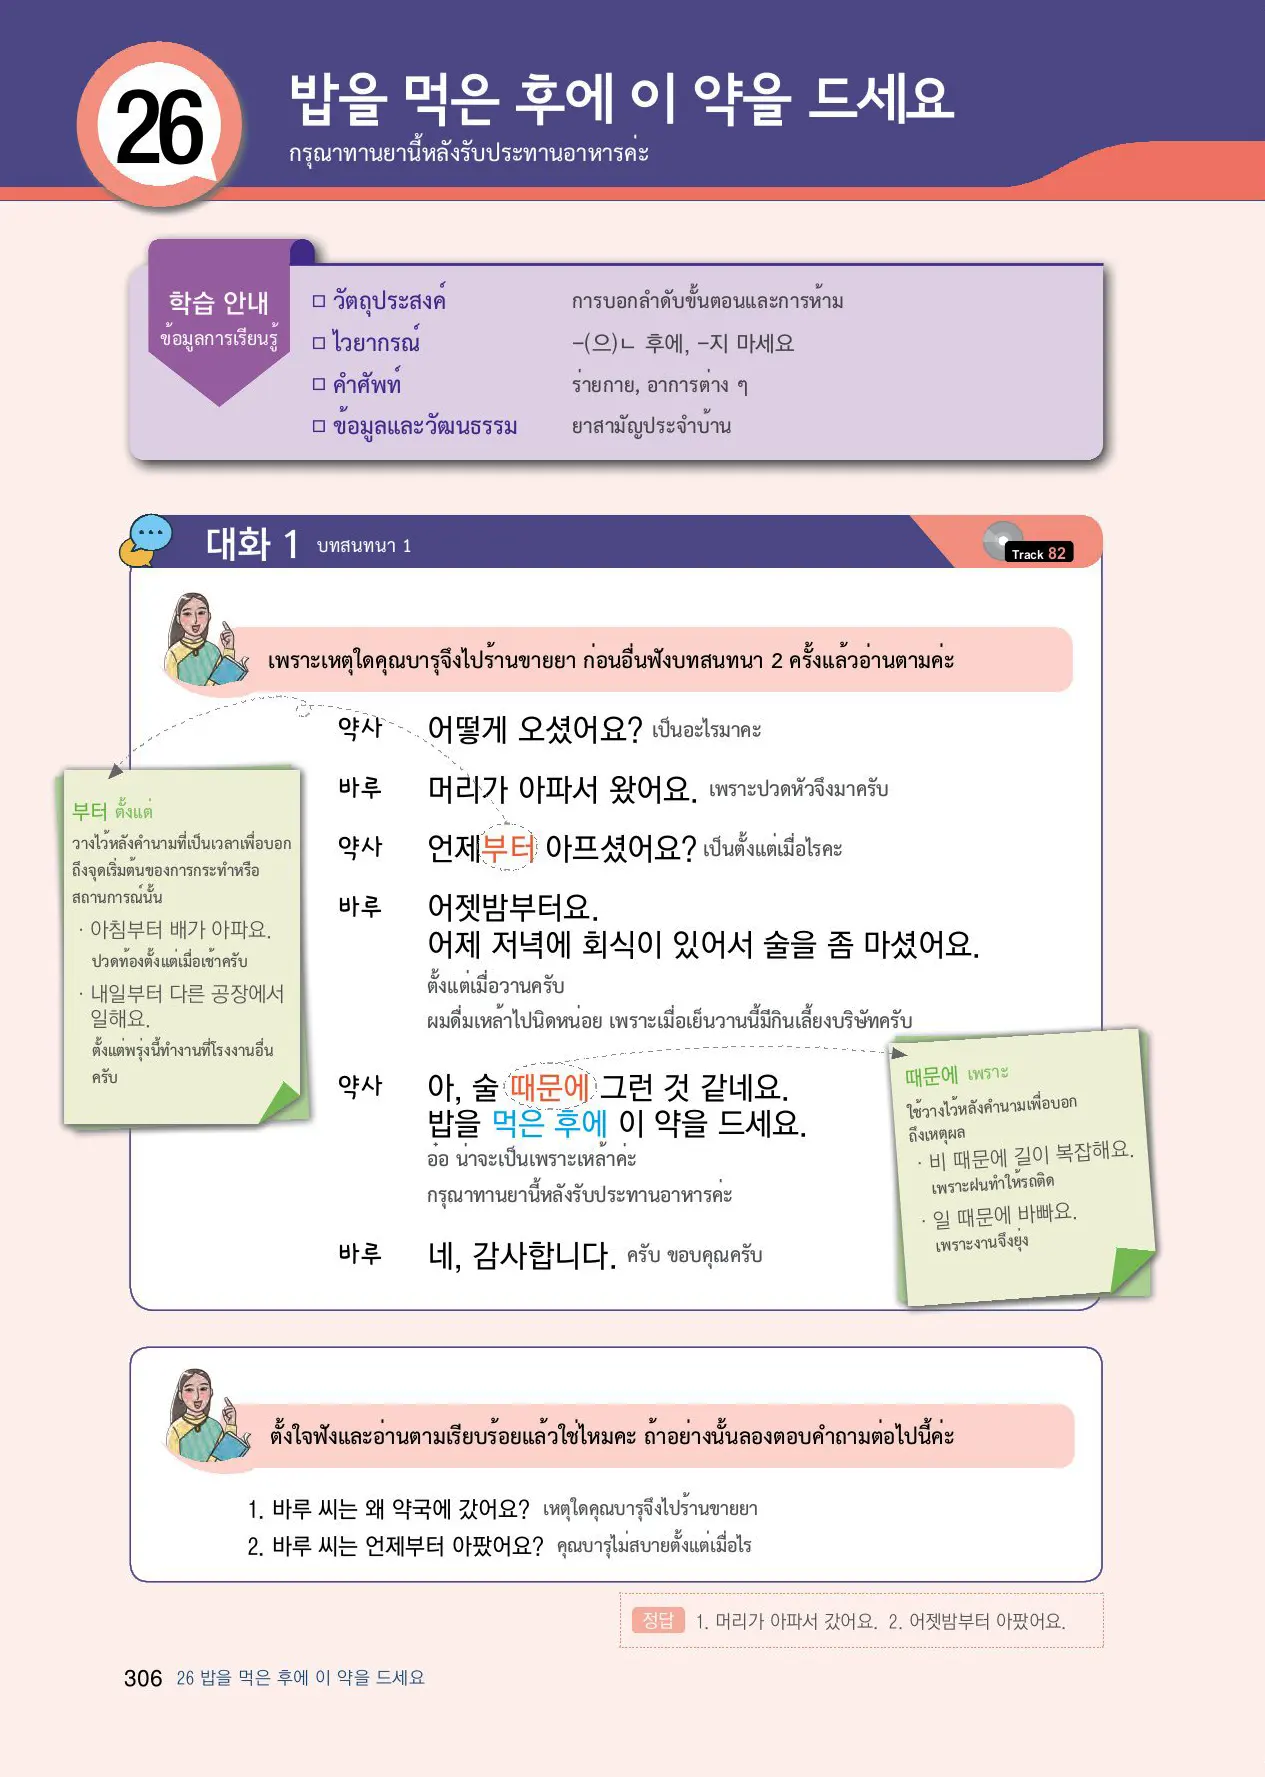 26
밥을 먹은 후에 이 약을 드세요
กรุณาทานยานี้หลังรับประทานอาหารค่ะ
학습 안내
ข้อมูลการเรียนรู้
□ วัตถุประสงค์ การบอกลำดับขั้นตอนและการห้าม
□ ไวยากรณ์ -(으)ㄴ 후에, -지 마세요
□ คำศัพท์ ร่ายกาย, อาการต่าง ๆ
□ ข้อมูลและวัฒนธรรม ยาสามัญประจำบ้าน
대화 1 บทสนทนา 1
Track 82
เพราะเหตุใดคุณบารุจึงไปร้านขายยา ก่อนอื่นฟังบทสนทนา 2 ครั้งแล้วอ่านตามค่ะ
약사 어떻게 오셨어요? เป็นอะไรมาคะ
바루 머리가 아파서 왔어요. เพราะปวดหัวจึงมาครับ
약사 언제부터 아프셨어요? เป็นตั้งแต่เมื่อไรคะ
바루 어젯밤부터요.
어제 저녁에 회식이 있어서 술을 좀 마셨어요.
ตั้งแต่เมื่อวานครับ
ผมดื่มเหล้าไปนิดหน่อย เพราะเมื่อเย็นวานนี้มีกินเลี้ยงบริษัทครับ
약사 아, 술 때문에 그런 것 같네요.
밥을 먹은 후에 이 약을 드세요.
อ๋อ น่าจะเป็นเพราะเหล้าค่ะ
กรุณาทานยานี้หลังรับประทานอาหารค่ะ
바루 네, 감사합니다. ครับ ขอบคุณครับ
부터 ตั้งแต่
วางไว้หลังคำนามที่เป็นเวลาเพื่อบอก
ถึงจุดเริ่มต้นของการกระทำหรือ
สถานการณ์นั้น
· 아침부터 배가 아파요.
ปวดท้องตั้งแต่เมื่อเช้าครับ
· 내일부터 다른 공장에서
일해요.
ตั้งแต่พรุ่งนี้ทำงานที่โรงงานอื่น
ครับ
때문에 เพราะ
ใช้วางไว้หลังคำนามเพื่อบอก
ถึงเหตุผล
· 비 때문에 길이 복잡해요.
เพราะฝนทำให้รถติด
· 일 때문에 바빠요.
เพราะงานจึงยุ่ง
ตั้งใจฟังและอ่านตามเรียบร้อยแล้วใช่ไหมคะ ถ้าอย่างนั้นลองตอบคำถามต่อไปนี้ค่ะ
1. 바루 씨는 왜 약국에 갔어요? เหตุใดคุณบารุจึงไปร้านขายยา
2. 바루 씨는 언제부터 아팠어요? คุณบารุไม่สบายตั้งแต่เมื่อไร
정답 1. 머리가 아파서 갔어요. 2. 어젯밤부터 아팠어요.
306 26 밥을 먹은 후에 이 약을 드세요